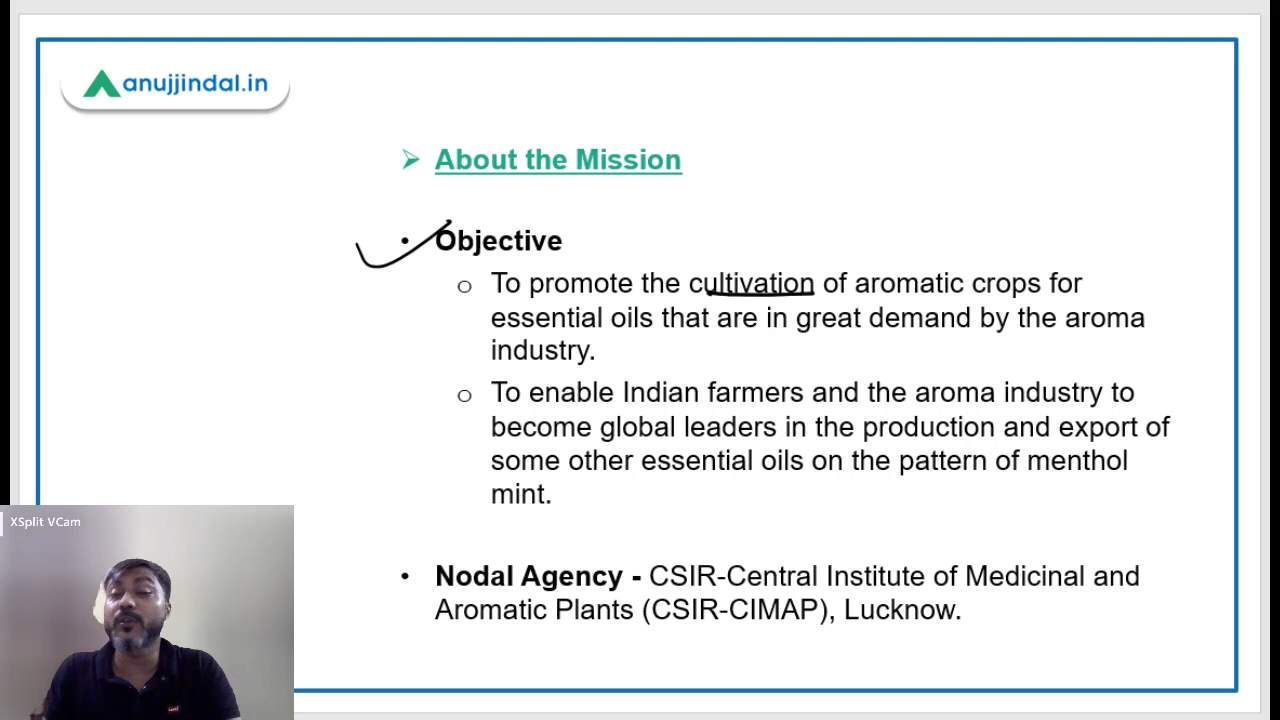 anujjindal.in
➢ About the Mission
• Objective
o To promote the cultivation of aromatic crops for
essential oils that are in great demand by the aroma
industry.
o To enable Indian farmers and the aroma industry to
become global leaders in the production and export of
some other essential oils on the pattern of menthol
mint.
XSplit VCam
• Nodal Agency - CSIR-Central Institute of Medicinal and
Aromatic Plants (CSIR-CIMAP), Lucknow.